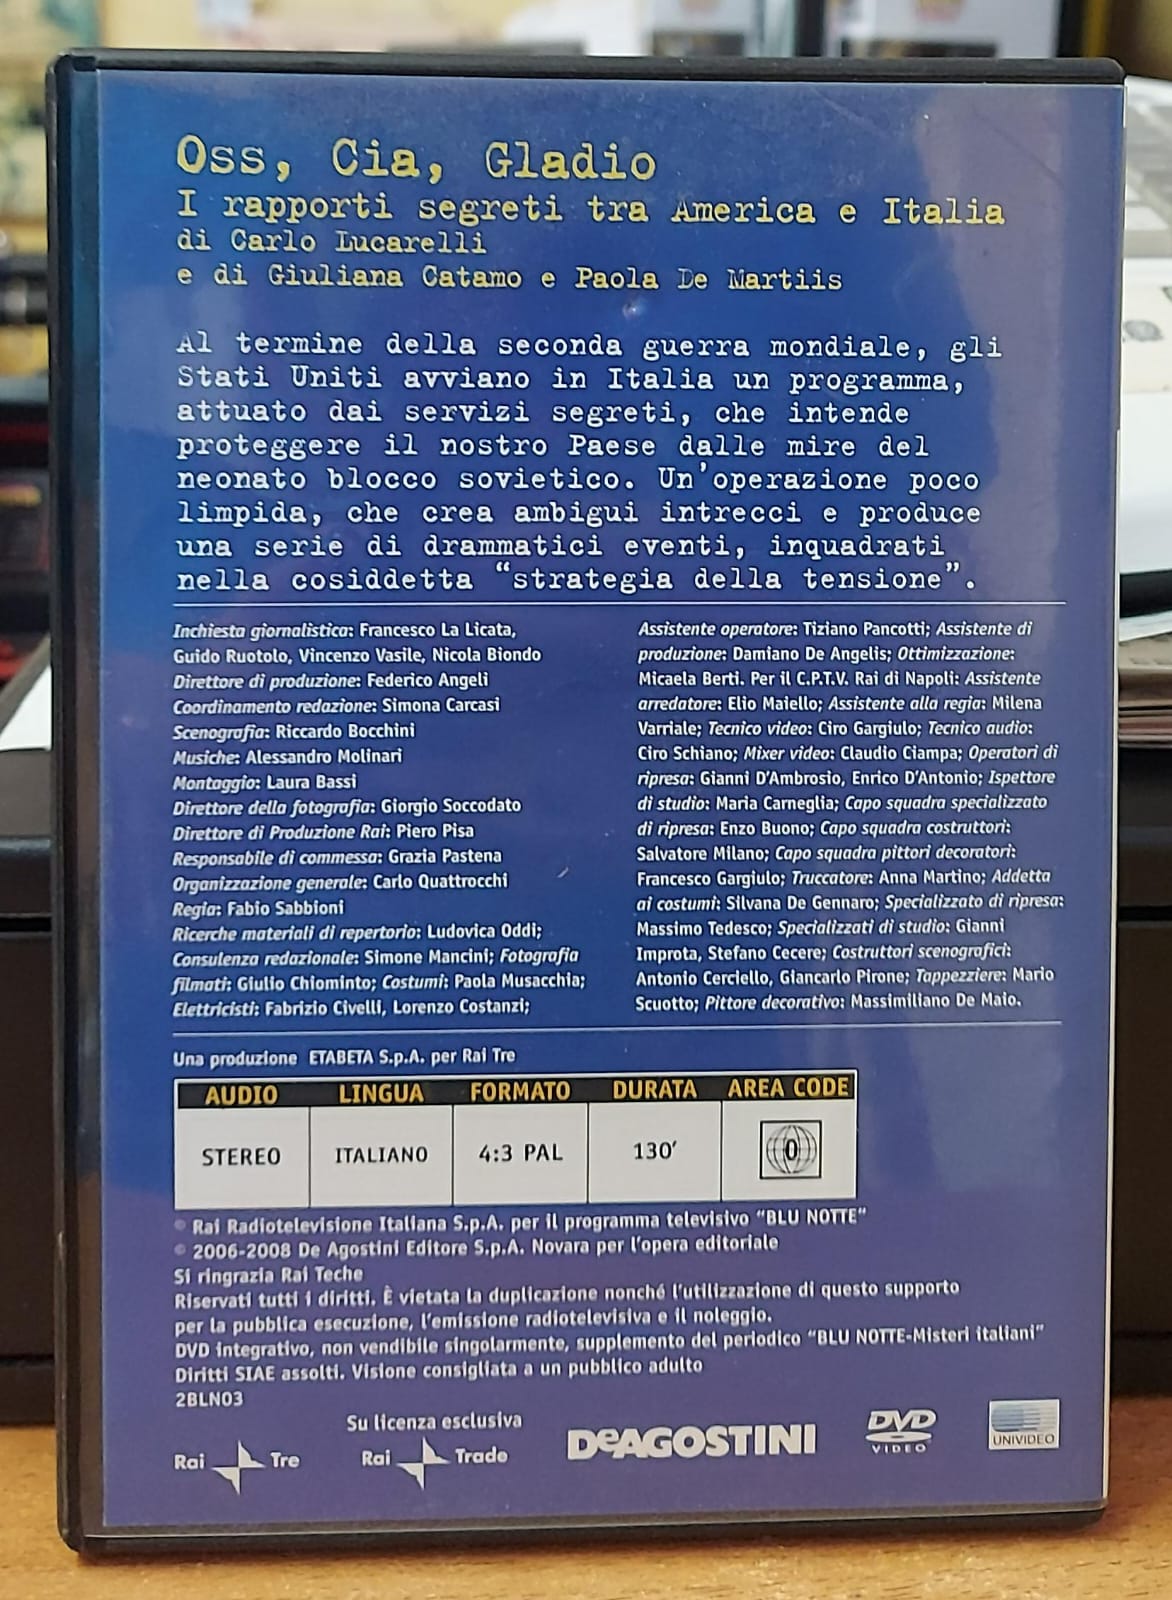 Oss, Cia, Gladio
I rapporti segreti tra America e Italia
di Carlo Lucarelli
e di Giuliana Catamo e Paola De Martiis
Al termine della seconda guerra mondiale, gli
Stati Uniti avviano in Italia un programma,
attuato dai servizi segreti, che intende
proteggere il nostro Paese dalle mire del
neonato blocco sovietico. Un'operazione poco
limpida, che crea ambigui intrecci e produce
una serie di drammatici eventi, inquadrati
nella cosiddetta "strategia della tensione".
Inchiesta giornalistica: Francesco La Licata,
Guido Ruotolo, Vincenzo Vasile, Nicola Biondo
Direttore di produzione: Federico Angeli
Coordinamento redazione: Simona Carcasi
Scenografia: Riccardo Bocchini
Musiche: Alessandro Molinari
Montaggio: Laura Bassi
Direttore della fotografia: Giorgio Soccodato
Direttore di Produzione Rai: Piero Pisa
Responsabile di commessa: Grazia Pastena
Organizzazione generale: Carlo Quattrocchi
Regia: Fabio Sabbioni
Ricerche materiali di repertorio: Ludovica Oddi;
Consulenza redazionale: Simone Mancini; Fotografia
filmati: Giulio Chiominto; Costumi: Paola Musacchia;
Elettricisti: Fabrizio Civelli, Lorenzo Costanzi;
Assistente operatore: Tiziano Pancotti; Assistente di
produzione: Damiano De Angelis; Ottimizzazione:
Micaela Berti. Per il C.P.T.V. Rai di Napoli: Assistente
arredatore: Elio Maiello; Assistente alla regia: Milena
Varriale; Tecnico video: Ciro Gargiulo; Tecnico audio:
Ciro Schiano; Mixer video: Claudio Ciampa; Operatori di
ripresa: Gianni D'Ambrosio, Enrico D'Antonio; Ispettore
di studio: Maria Carneglia; Capo squadra specializzato
di ripresa: Enzo Buono; Capo squadra costruttori:
Salvatore Milano; Capo squadra pittori decoratori:
Francesco Gargiulo; Truccatore: Anna Martino; Addetta
ai costumi: Silvana De Gennaro; Specializzato di ripresa:
Massimo Tedesco; Specializzati di studio: Gianni
Improta, Stefano Cecere; Costruttori scenografici:
Antonio Cerciello, Giancarlo Pirone; Tappezziere: Mario
Scuotto; Pittore decorativo: Massimiliano De Maio.
Una produzione ETABETA S.p.A. per Rai Tre
AUDIO LINGUA FORMATO DURATA AREA CODE
STEREO ITALIANO 4:3 PAL 130' 0
© Rai Radiotelevisione Italiana S.p.A. per il programma televisivo "BLU NOTTE"
© 2006-2008 De Agostini Editore S.p.A. Novara per l'opera editoriale
Si ringrazia Rai Teche
Riservati tutti i diritti. È vietata la duplicazione nonché l'utilizzazione di questo supporto
per la pubblica esecuzione, l'emissione radiotelevisiva e il noleggio.
DVD integrativo, non vendibile singolarmente, supplemento del periodico "BLU NOTTE-Misteri italiani"
Diritti SIAE assolti. Visione consigliata a un pubblico adulto
2BLN03
Su licenza esclusiva
Rai Tre Rai Trade DeAGOSTINI DVD VIDEO UNIVIDEO